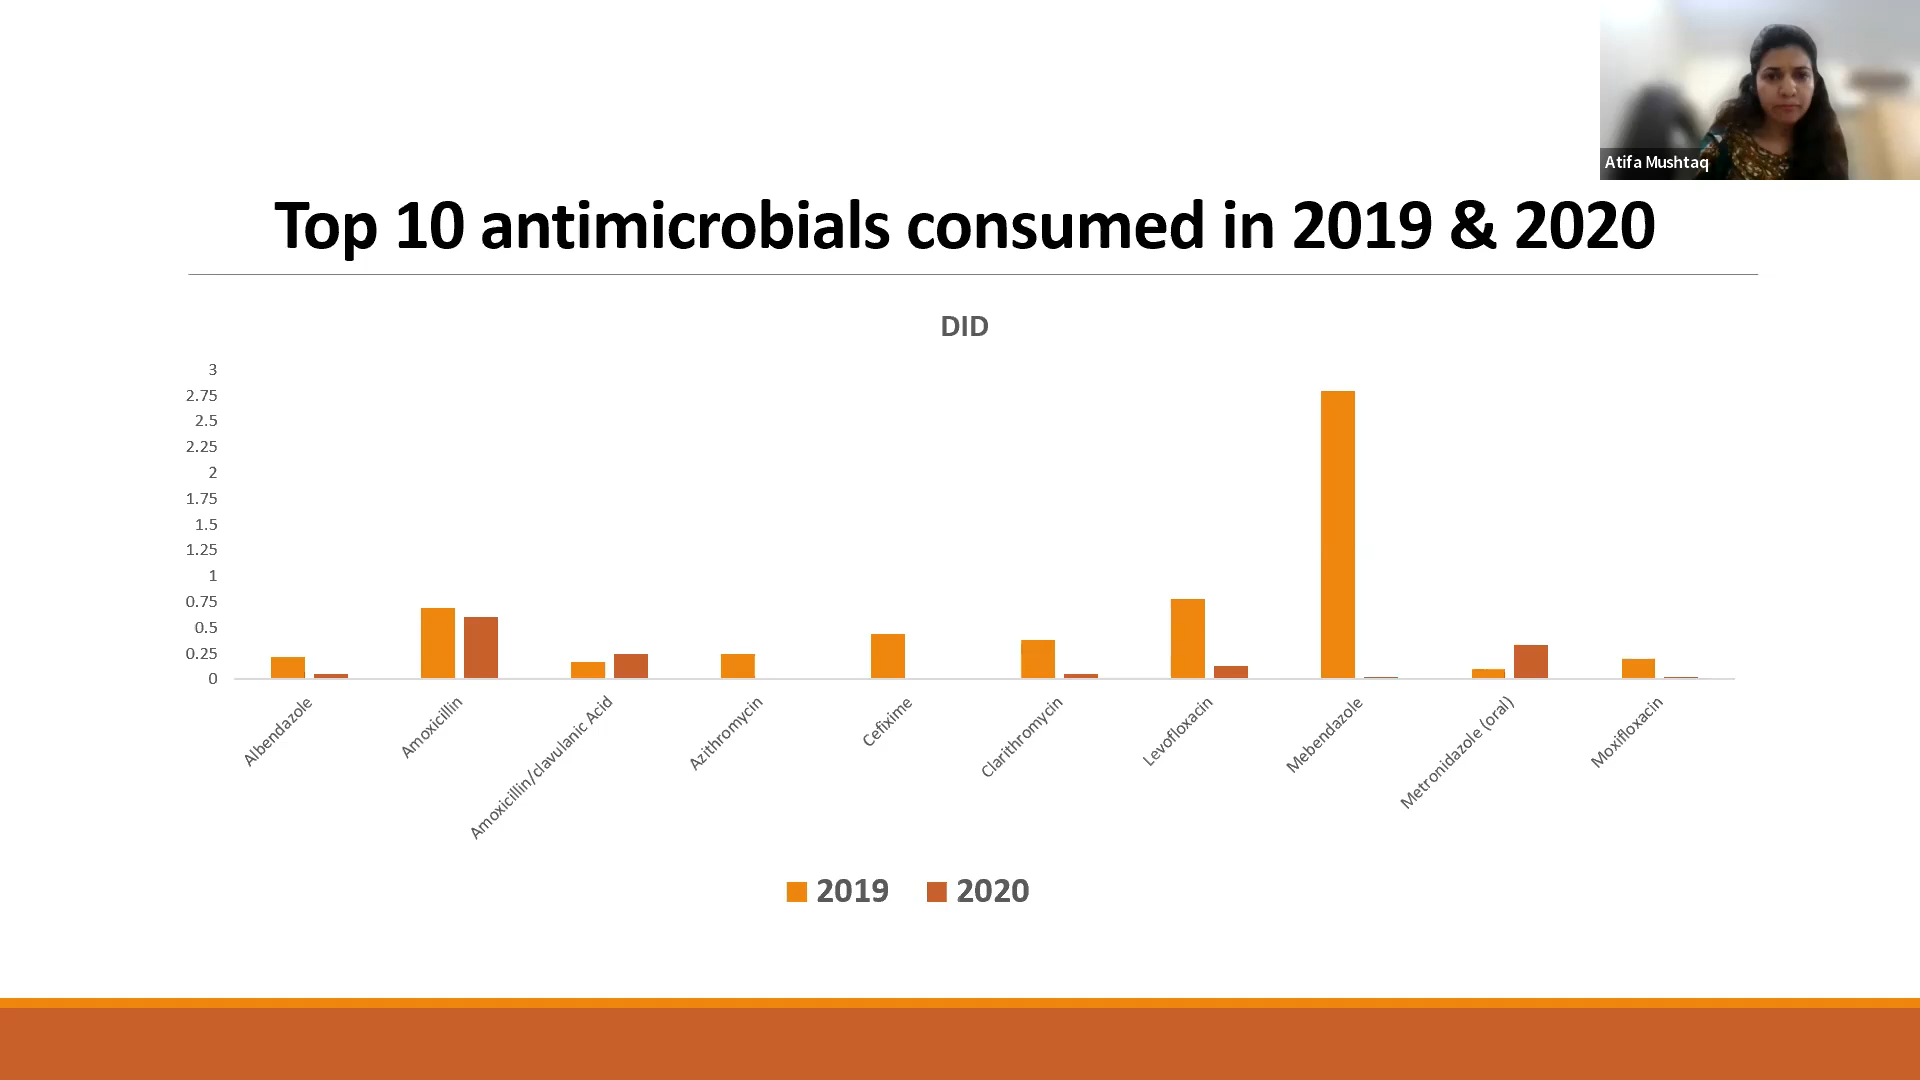 Atifa Mushtaq
Top 10 antimicrobials consumed in 2019 & 2020
DID
3
2.75
2.5
2.25
2
1.75
1.5
1.25
1
0.75
0.5
0.25
0
Albendazole
Amoxicillin
Amoxicillin/clavulanic Acid
Azithromycin
Cefixime
Clarithromycin
Levofloxacin
Mebendazole
Metronidazole (oral)
Moxifloxacin
2019
2020